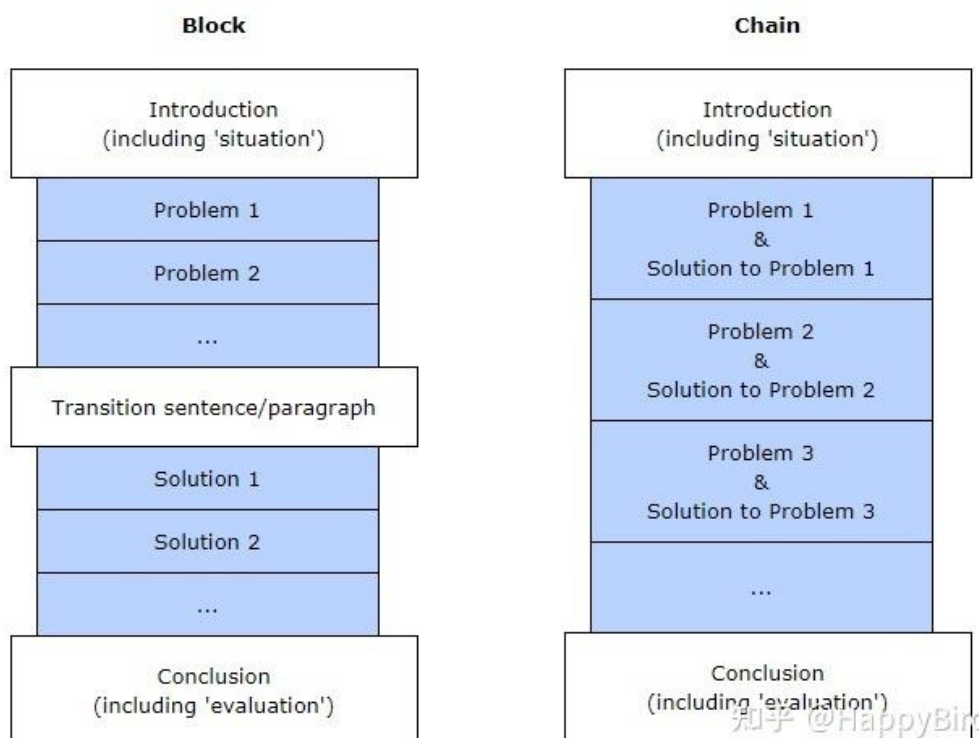 Block
Introduction
(including 'situation')
Problem 1
Problem 2
...
Transition sentence/paragraph
Solution 1
Solution 2
...
Conclusion
(including 'evaluation')
Chain
Introduction
(including 'situation')
Problem 1
&
Solution to Problem 1
Problem 2
&
Solution to Problem 2
Problem 3
&
Solution to Problem 3
...
Conclusion
(including 'evaluation')
知乎 @HappyBir